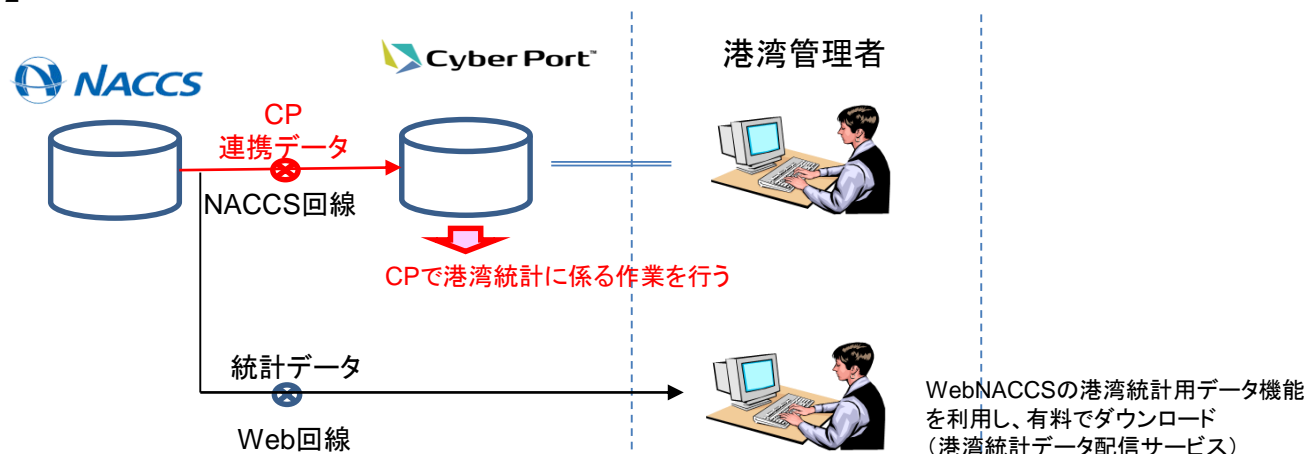 NACCS
Cyber Port™
港湾管理者
CP
連携データ
NACCS回線
CPで港湾統計に係る作業を行う
統計データ
Web回線
WebNACCSの港湾統計用データ機能
を利用し、有料でダウンロード
（港湾統計データ配信サービス）